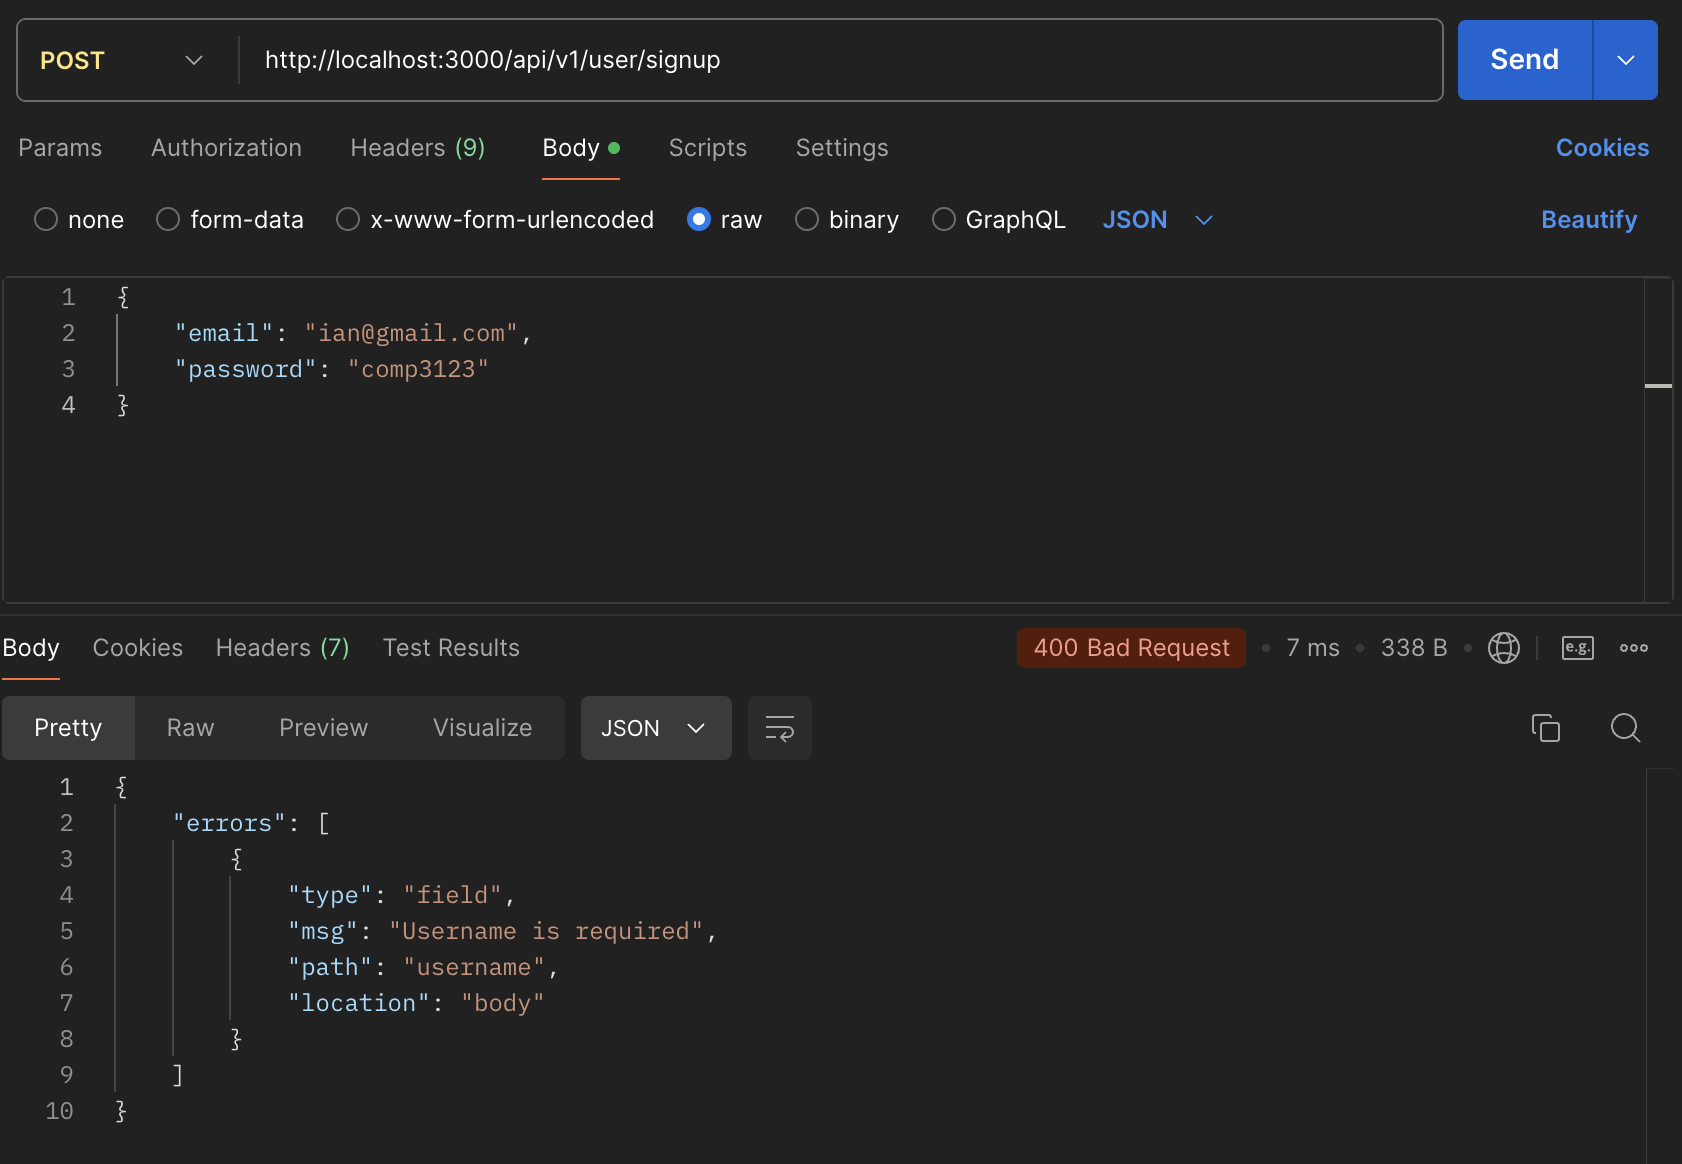 POST http://localhost:3000/api/v1/user/signup Send
Params Authorization Headers (9) Body Scripts Settings Cookies
none form-data x-www-form-urlencoded raw binary GraphQL JSON Beautify
1 {
2 "email": "ian@gmail.com",
3 "password": "comp3123"
4 }
Body Cookies Headers (7) Test Results 400 Bad Request • 7 ms • 338 B • e.g.
Pretty Raw Preview Visualize JSON
1 {
2 "errors": [
3 {
4 "type": "field",
5 "msg": "Username is required",
6 "path": "username",
7 "location": "body"
8 }
9 ]
10 }